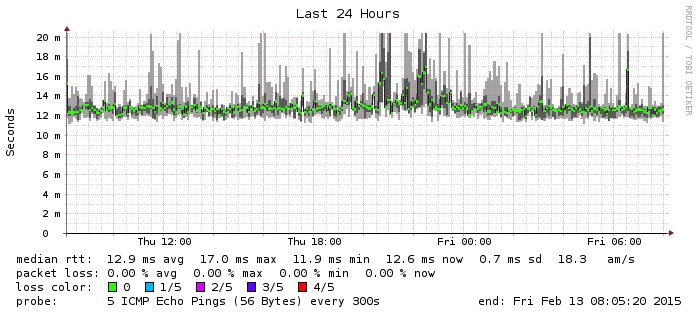 Last 24 Hours
RRDTOOL / TOBI OETIKER
Seconds
20 m
18 m
16 m
14 m
12 m
10 m
8 m
6 m
4 m
2 m
0
Thu 12:00 Thu 18:00 Fri 00:00 Fri 06:00
median rtt: 12.9 ms avg 17.0 ms max 11.9 ms min 12.6 ms now 0.7 ms sd 18.3 am/s
packet loss: 0.00 % avg 0.00 % max 0.00 % min 0.00 % now
loss color: 0 1/5 2/5 3/5 4/5
probe: 5 ICMP Echo Pings (56 Bytes) every 300s end: Fri Feb 13 08:05:20 2015